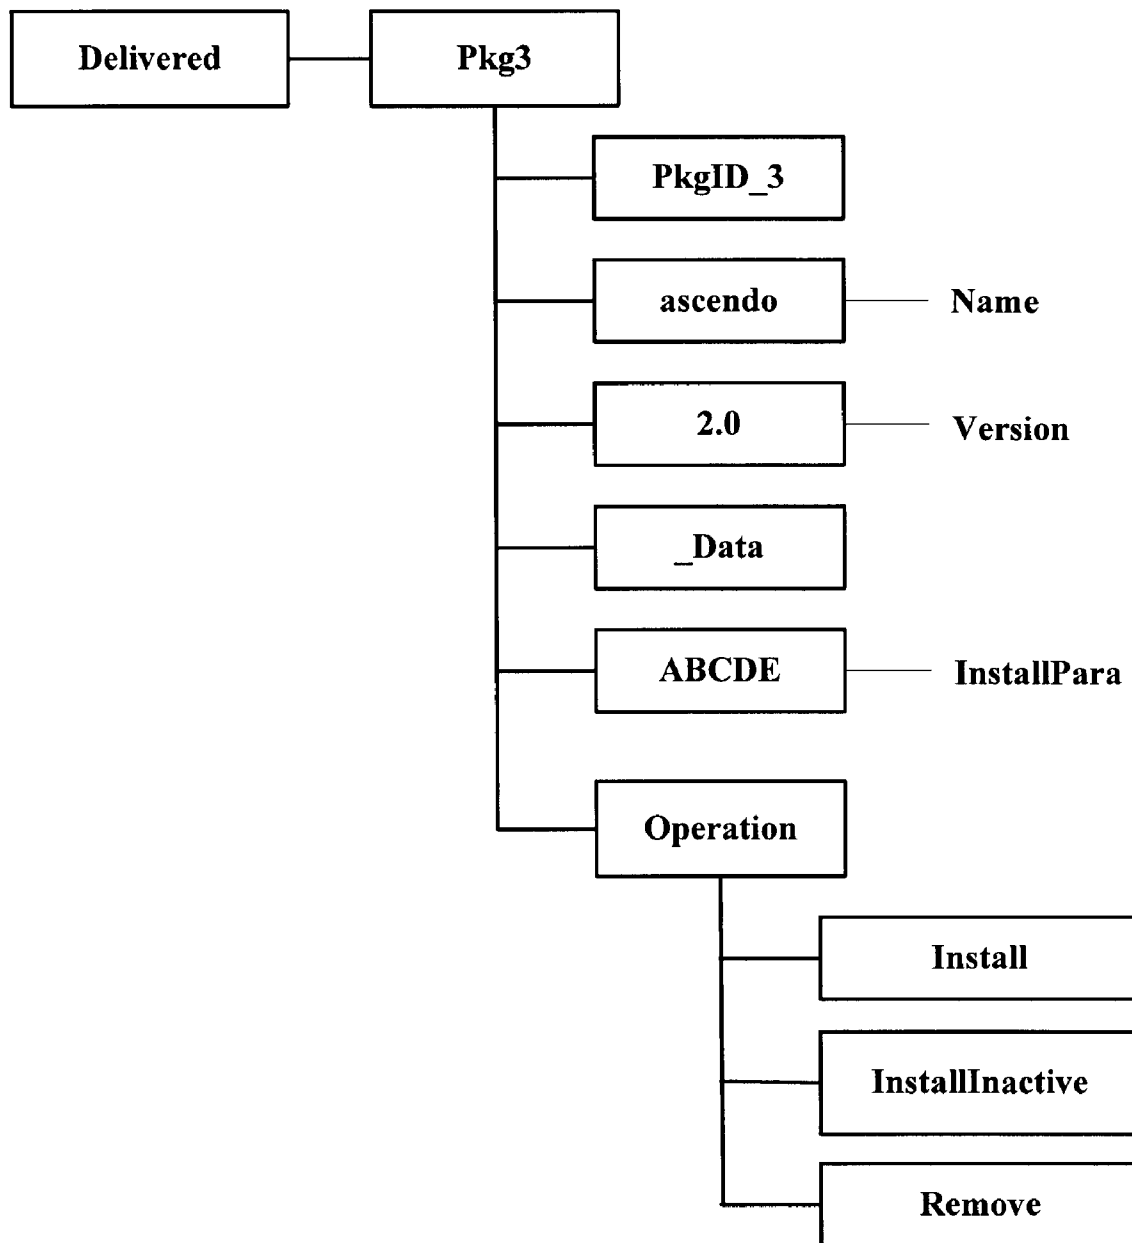 Delivered
Pkg3
PkgID_3
ascendo
Name
2.0
Version
_Data
ABCDE
InstallPara
Operation
Install
InstallInactive
Remove